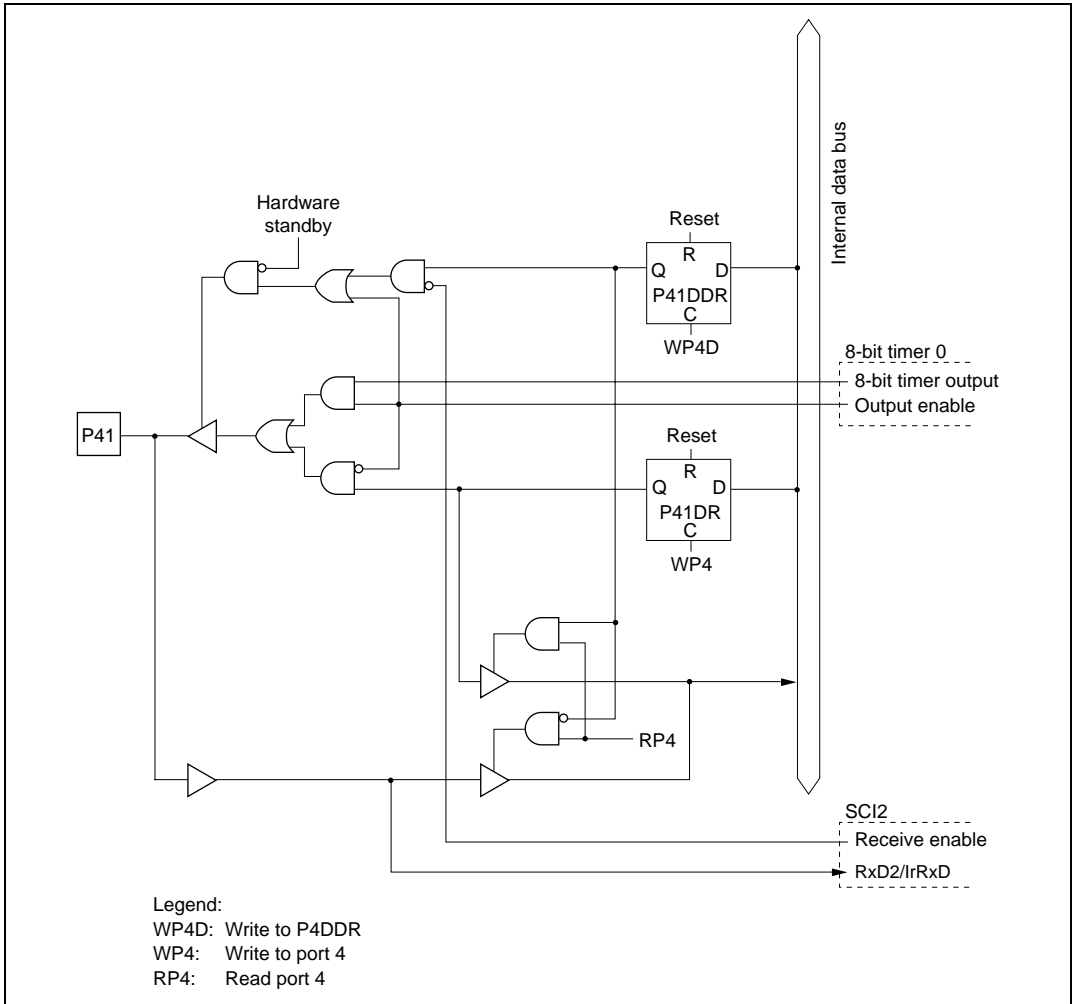 Internal data bus
Hardware
standby
Reset
R
Q D
P41DDR
C
WP4D
8-bit timer 0
8-bit timer output
Output enable
P41
Reset
R
Q D
P41DR
C
WP4
RP4
SCI2
Receive enable
RxD2/IrRxD
Legend:
WP4D: Write to P4DDR
WP4: Write to port 4
RP4: Read port 4